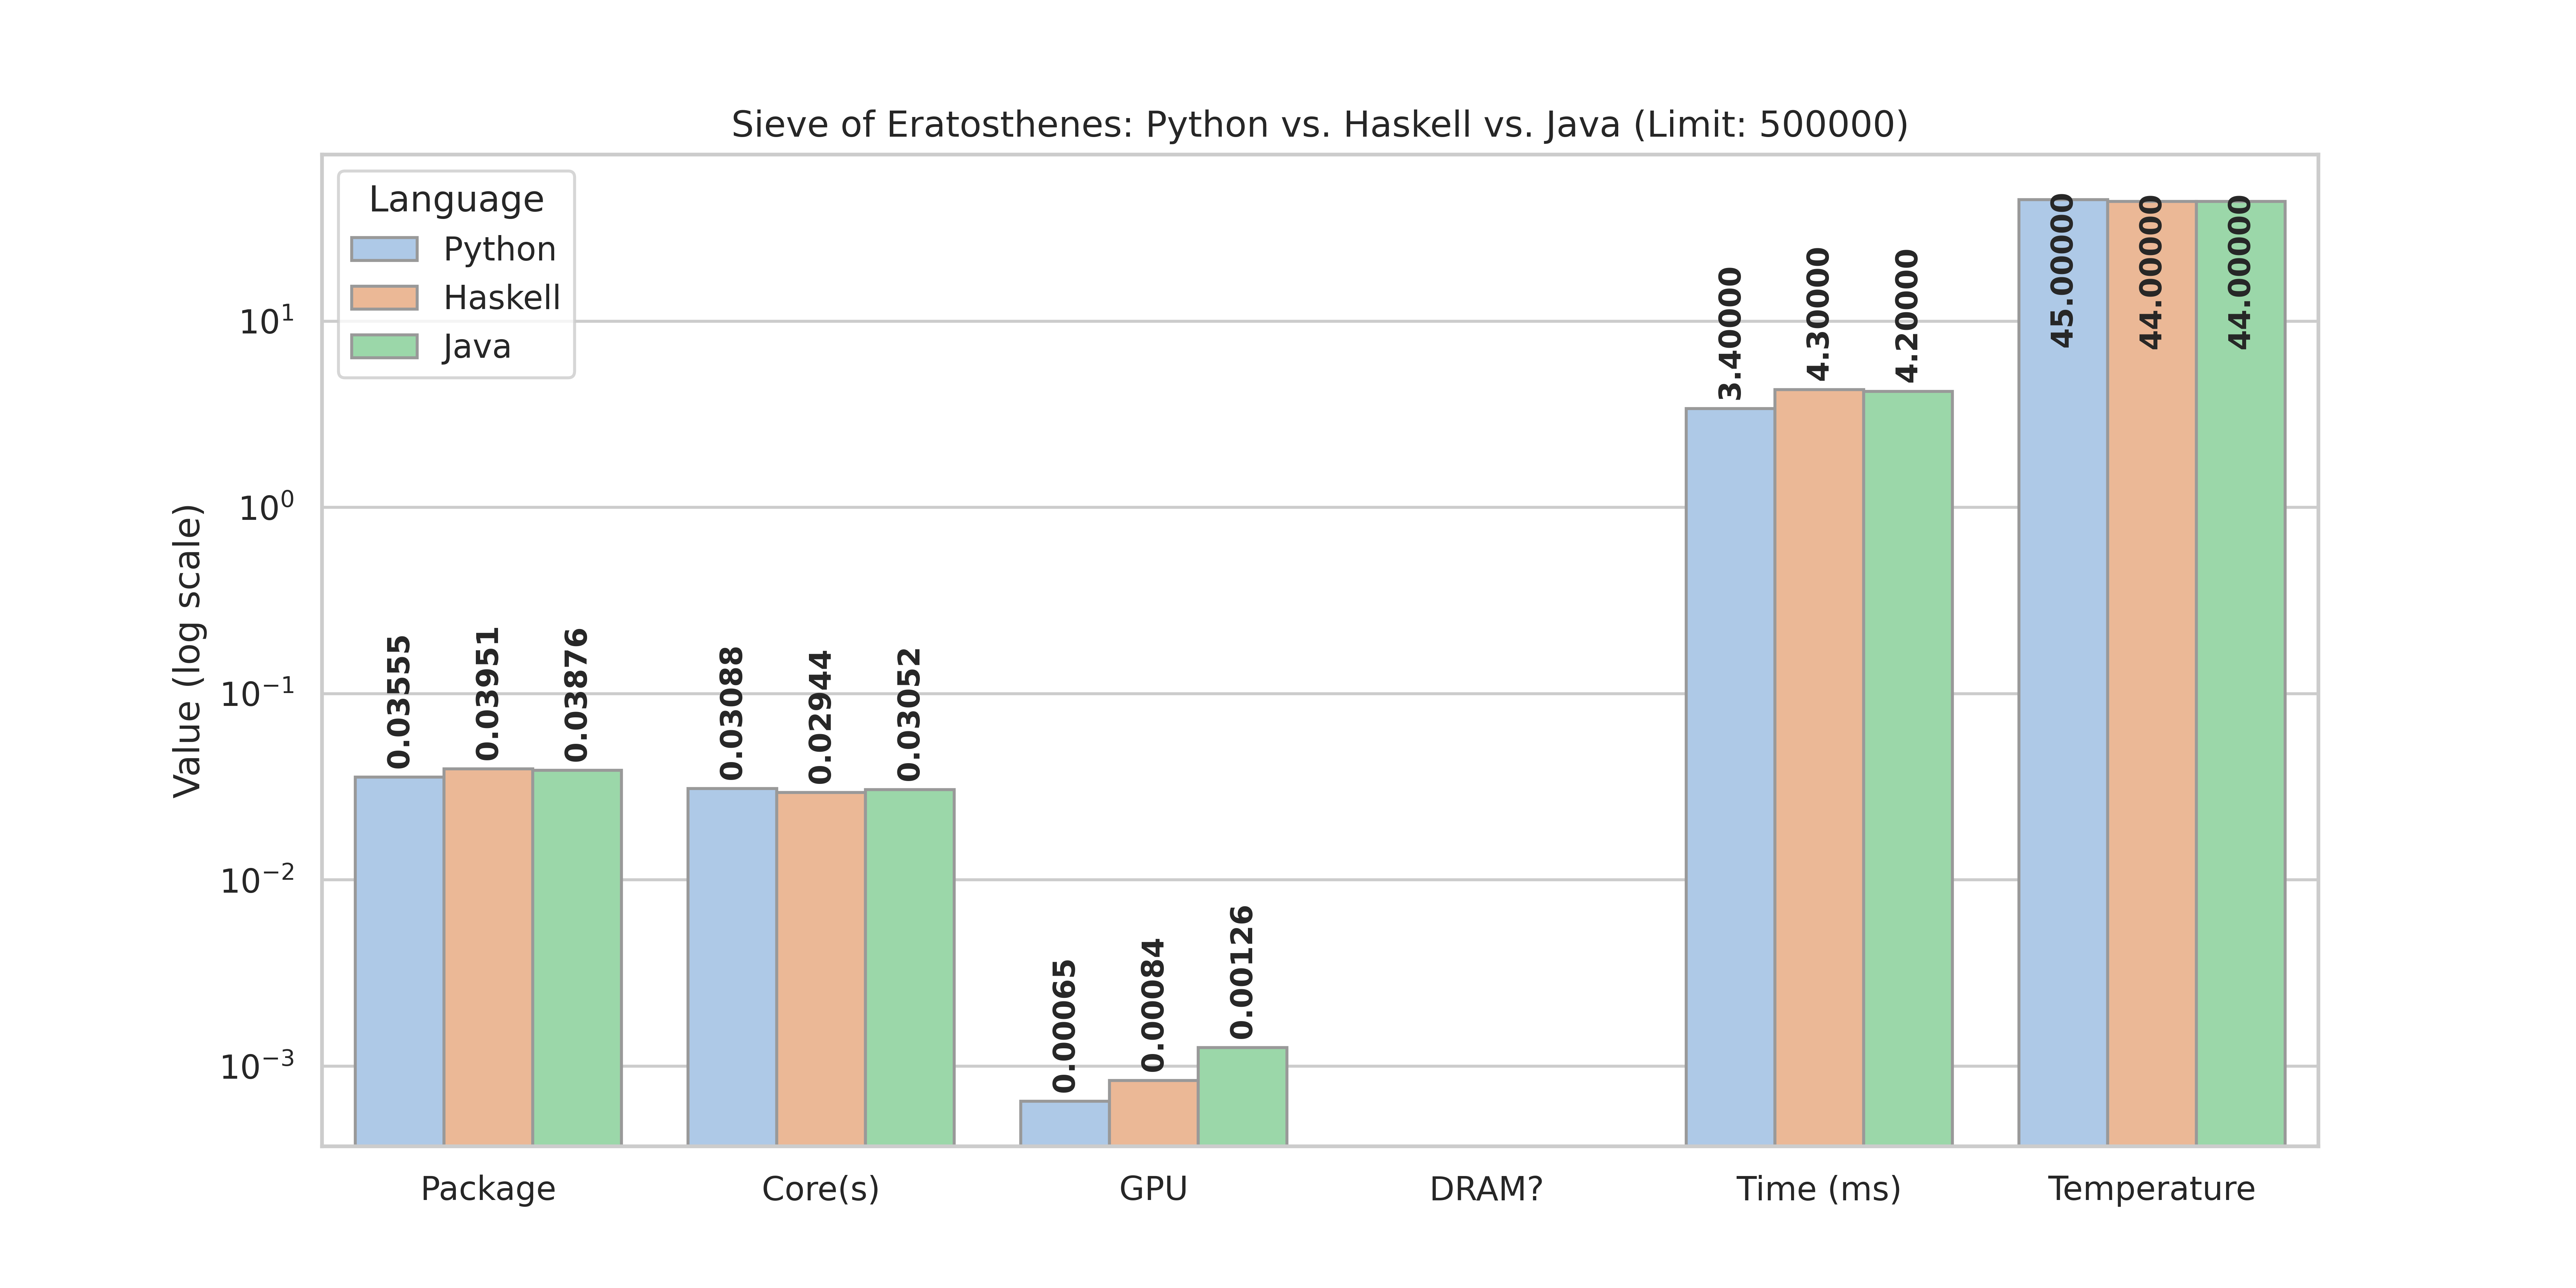 Sieve of Eratosthenes: Python vs. Haskell vs. Java (Limit: 500000)
Language
Python
Haskell
Java
Value (log scale)
10¹
10⁰
10⁻¹
10⁻²
10⁻³
0.03555
0.03951
0.03876
0.03088
0.02944
0.03052
0.00065
0.00084
0.00126
3.40000
4.30000
4.20000
45.00000
44.00000
44.00000
Package
Core(s)
GPU
DRAM?
Time (ms)
Temperature